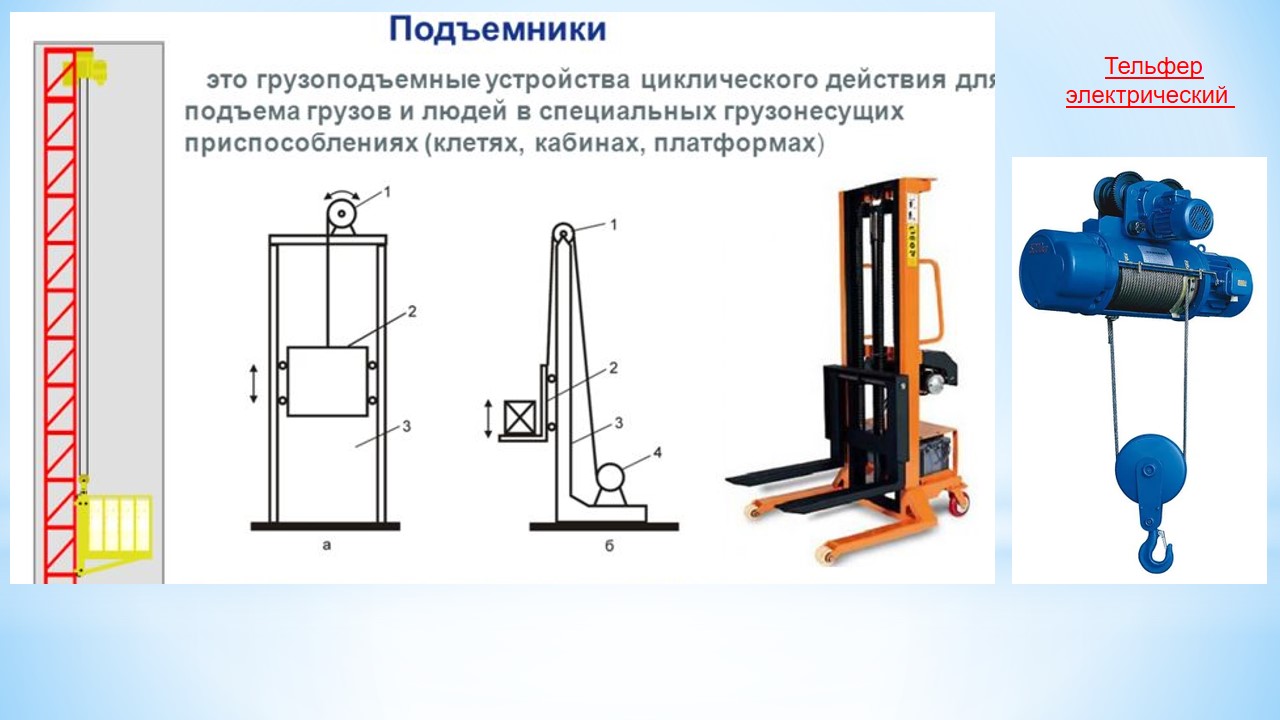 Подъемники
это грузоподъемные устройства циклического действия для
подъема грузов и людей в специальных грузонесущих
приспособлениях (клетях, кабинах, платформах)
1
2
3
а
1
2
3
4
б
Тельфер
электрический